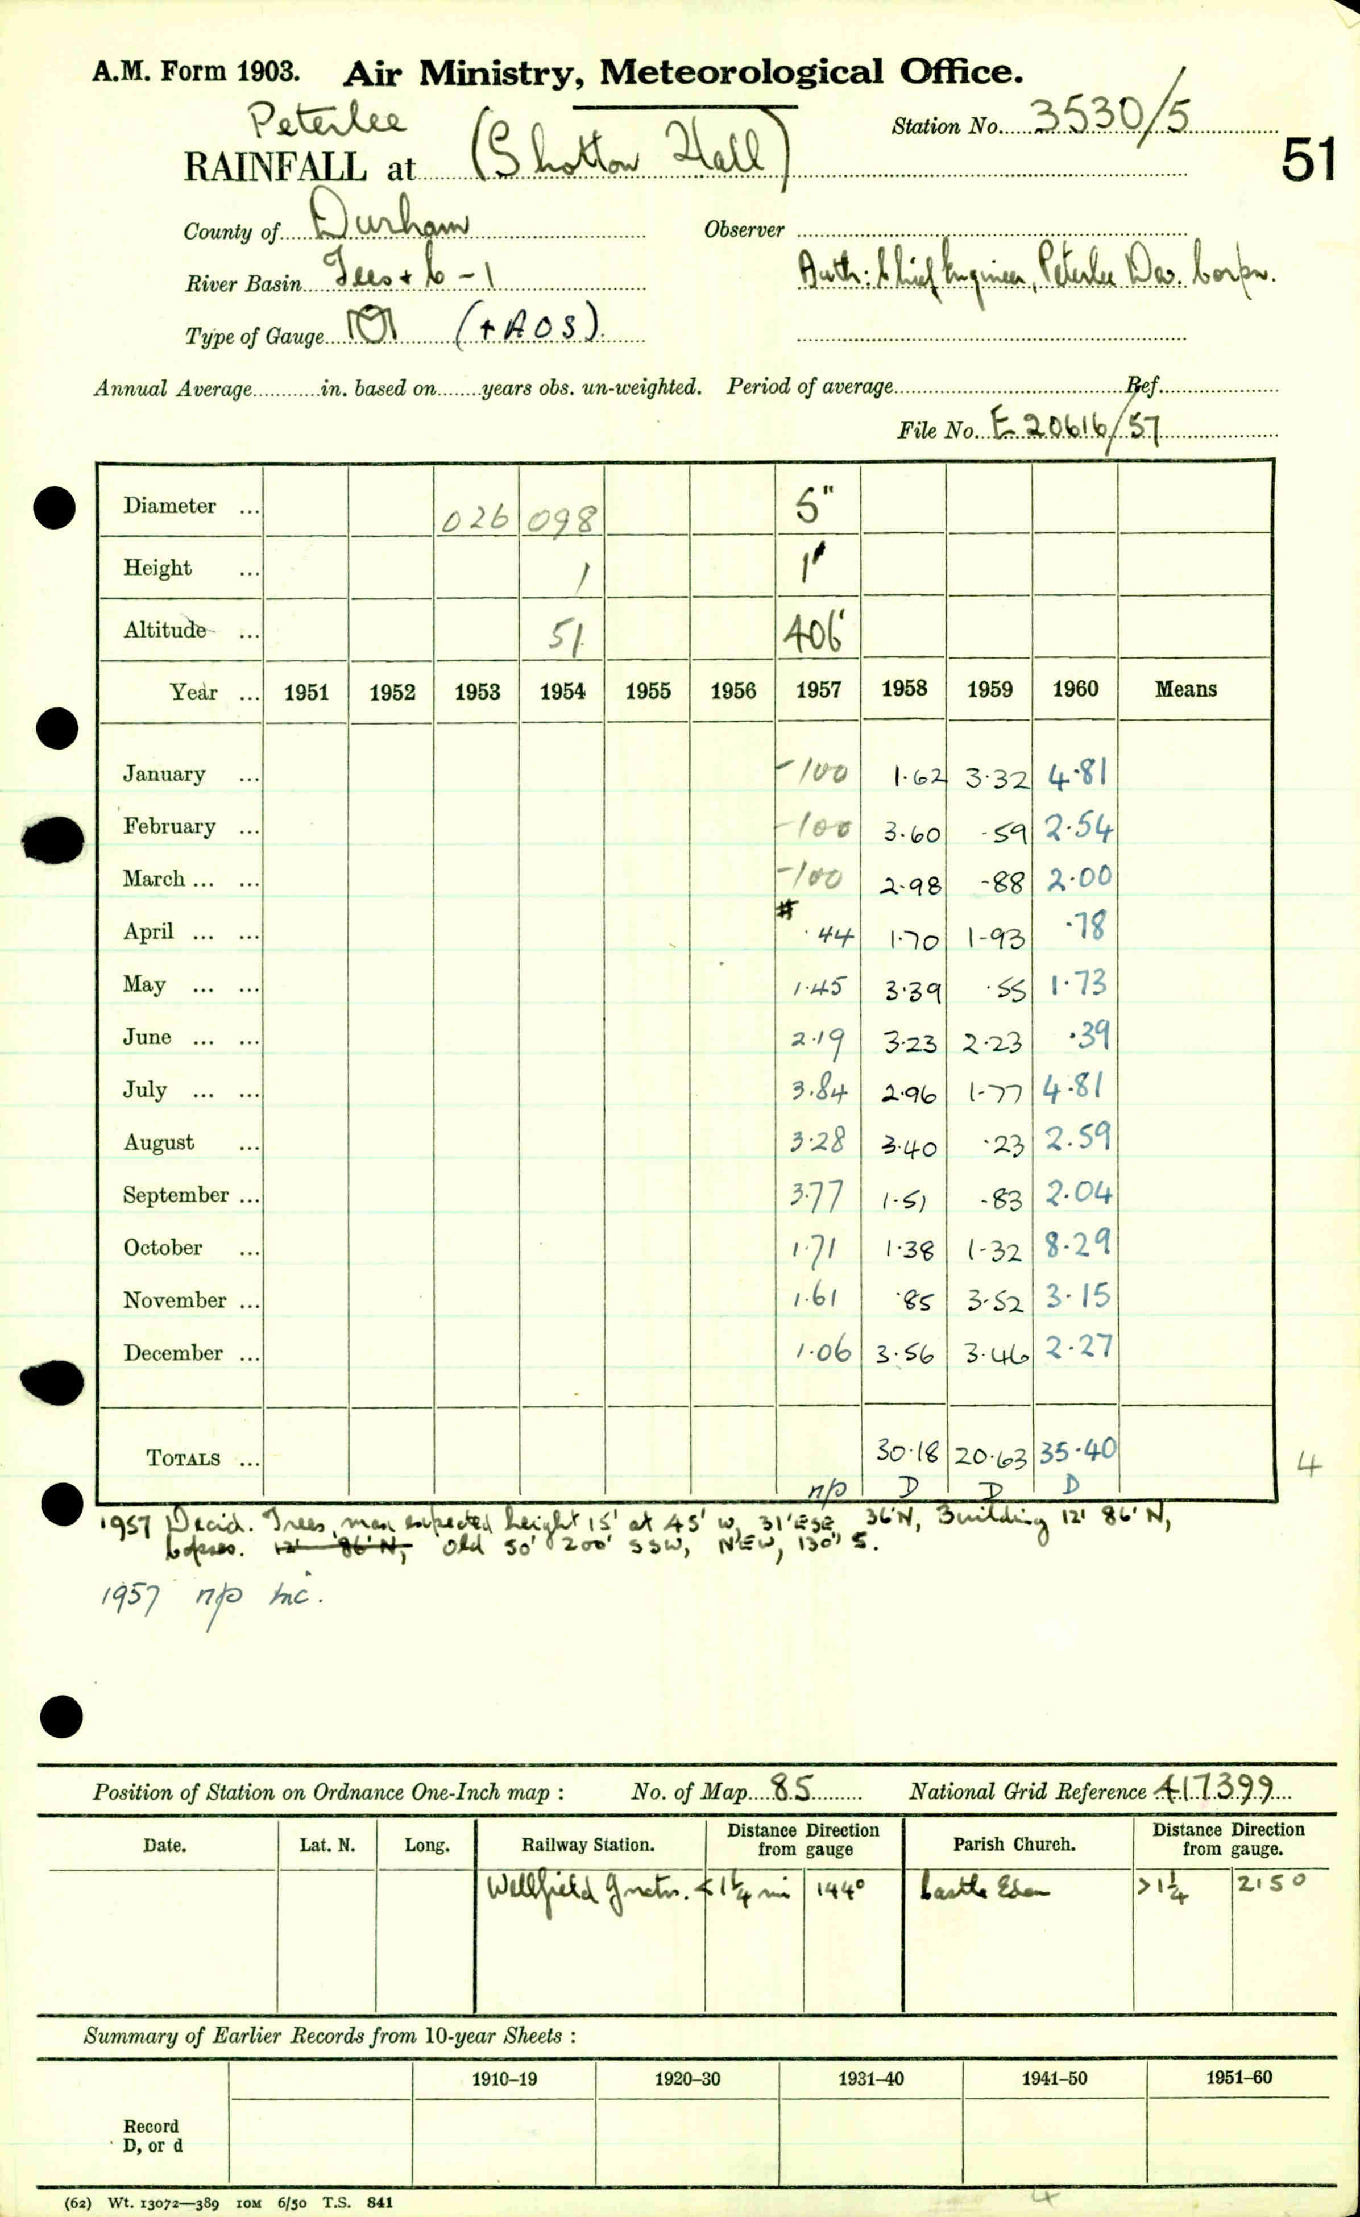 A.M. Form 1903. Air Ministry, Meteorological Office.
Peterlee
Station No. 3530/5
RAINFALL at (Shotton Hall)
51
County of Durham
Observer
River Basin Tees + C - 1
Auth: Chief Engineer, Peterlee Dev. Corpn.
Type of Gauge MO (+ AOS).
Annual Average in. based on years obs. un-weighted. Period of average Ref.
File No. E 20616/57
Diameter ... 026 098 5"
Height ... 1 1'
Altitude ... 51 406'
Year ... 1951 1952 1953 1954 1955 1956 1957 1958 1959 1960 Means
January ... -100 1.62 3.32 4.81
February ... -100 3.60 .59 2.54
March ... ... -100 2.98 .88 2.00
April ... ... # .44 1.70 1.93 .78
May ... ... 1.45 3.39 .55 1.73
June ... ... 2.19 3.23 2.23 .39
July ... ... 3.84 2.96 1.77 4.81
August ... 3.28 3.40 .23 2.59
September ... 3.77 1.51 .83 2.04
October ... 1.71 1.38 1.32 8.29
November ... 1.61 .85 3.52 3.15
December ... 1.06 3.56 3.46 2.27
TOTALS ... 30.18 20.63 35.40
4
n/p D D D
1957 Decid. Trees, max expected height 15' at 45' W, 31' ESE 36' N, Building 12' 86' N,
12' 86' N, Old 50' 200' SSW, 130' S.
1957 n/p inc.
Position of Station on Ordnance One-Inch map : No. of Map 85 National Grid Reference 417399
Date. Lat. N. Long. Railway Station. Distance Direction from gauge Parish Church. Distance Direction from gauge.
Wellfield Junctn. < 1¼ mi 144° Castle Eden > 1¼ 215°
Summary of Earlier Records from 10-year Sheets :
1910–19 1920–30 1931–40 1941–50 1951–60
Record
D, or d
(62) Wt. 13072—389 10M 6/50 T.S. 841
4